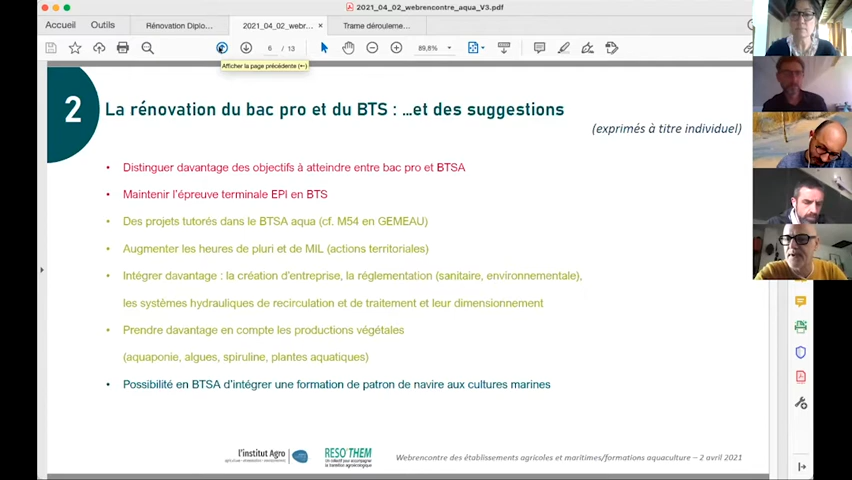 2021_04_02_webrencontre_aqua_V3.pdf
Accueil
Outils
Rénovation Diplo...
2021_04_02_webr... ×
Trame dérouleme...
6 / 13
89,8%
Afficher la page précédente (←)
2
La rénovation du bac pro et du BTS : ...et des suggestions
(exprimés à titre individuel)
• Distinguer davantage des objectifs à atteindre entre bac pro et BTSA
• Maintenir l'épreuve terminale EPI en BTS
• Des projets tutorés dans le BTSA aqua (cf. M54 en GEMEAU)
• Augmenter les heures de pluri et de MIL (actions territoriales)
• Intégrer davantage : la création d'entreprise, la réglementation (sanitaire, environnementale),
les systèmes hydrauliques de recirculation et de traitement et leur dimensionnement
• Prendre davantage en compte les productions végétales
(aquaponie, algues, spiruline, plantes aquatiques)
• Possibilité en BTSA d'intégrer une formation de patron de navire aux cultures marines
l'institut Agro
RESO'THEM
Webrencontre des établissements agricoles et maritimes/formations aquaculture – 2 avril 2021